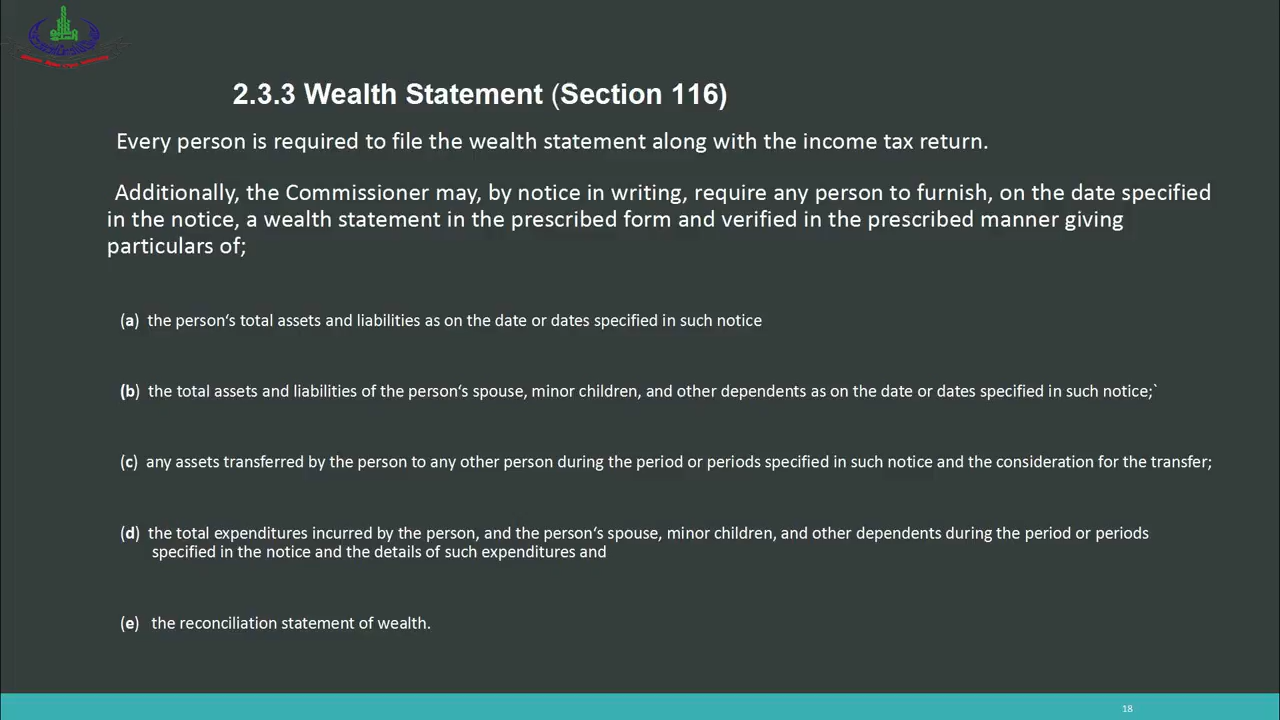 2.3.3 Wealth Statement (Section 116)
Every person is required to file the wealth statement along with the income tax return.
Additionally, the Commissioner may, by notice in writing, require any person to furnish, on the date specified
in the notice, a wealth statement in the prescribed form and verified in the prescribed manner giving
particulars of;
(a) the person‘s total assets and liabilities as on the date or dates specified in such notice
(b) the total assets and liabilities of the person‘s spouse, minor children, and other dependents as on the date or dates specified in such notice;`
(c) any assets transferred by the person to any other person during the period or periods specified in such notice and the consideration for the transfer;
(d) the total expenditures incurred by the person, and the person‘s spouse, minor children, and other dependents during the period or periods
specified in the notice and the details of such expenditures and
(e) the reconciliation statement of wealth.
18